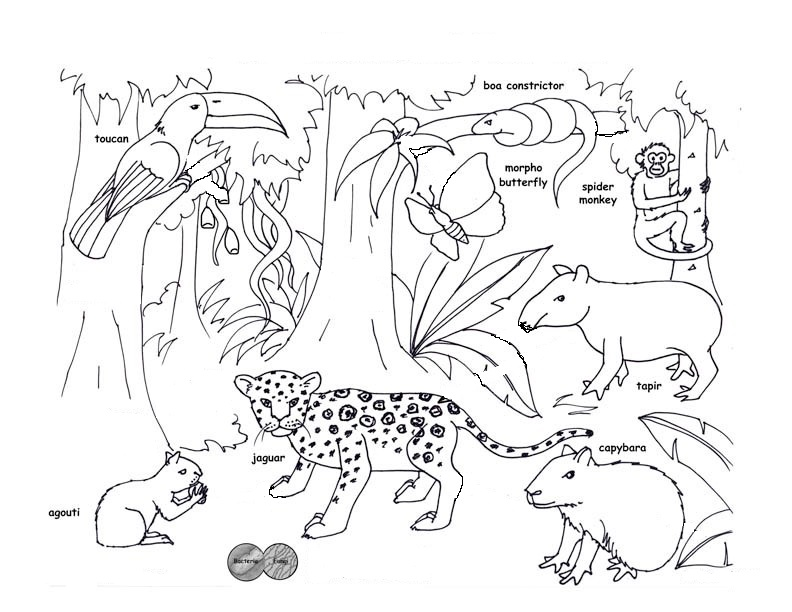 boa constrictor
toucan
morpho
butterfly
spider
monkey
tapir
jaguar
capybara
agouti
Bacteria
Fungi